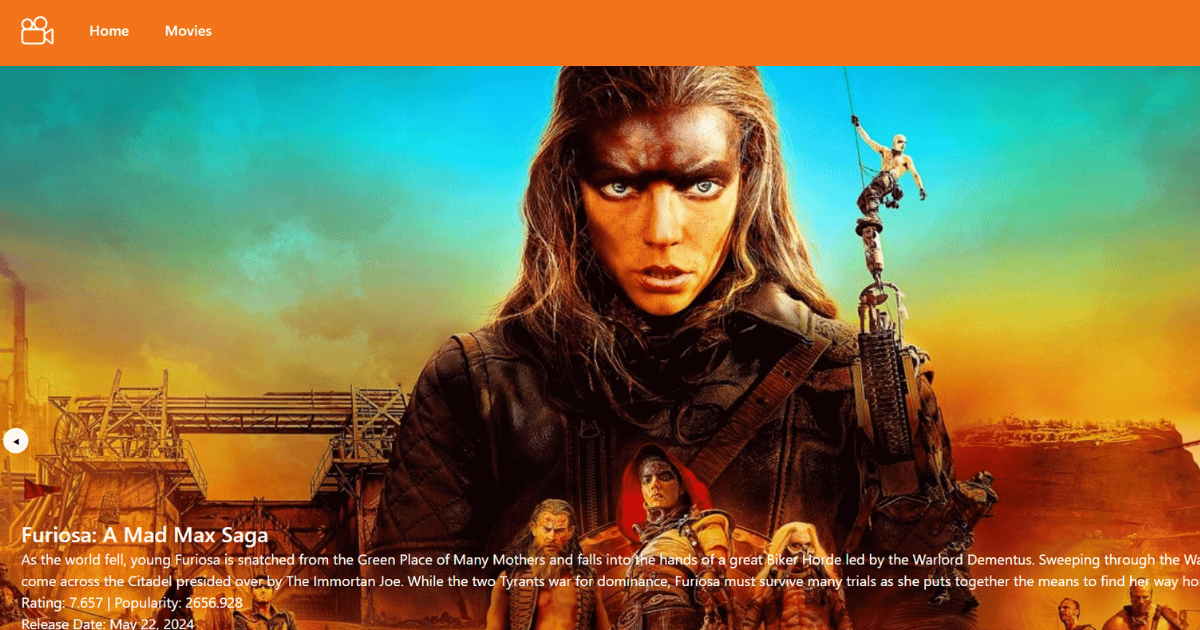 Home Movies
Furiosa: A Mad Max Saga
As the world fell, young Furiosa is snatched from the Green Place of Many Mothers and falls into the hands of a great Biker Horde led by the Warlord Dementus. Sweeping through the
come across the Citadel presided over by The Immortan Joe. While the two Tyrants war for dominance, Furiosa must survive many trials as she puts together the means to find her way
Rating: 7.657 | Popularity: 2656.928
Release Date: May 22, 2024